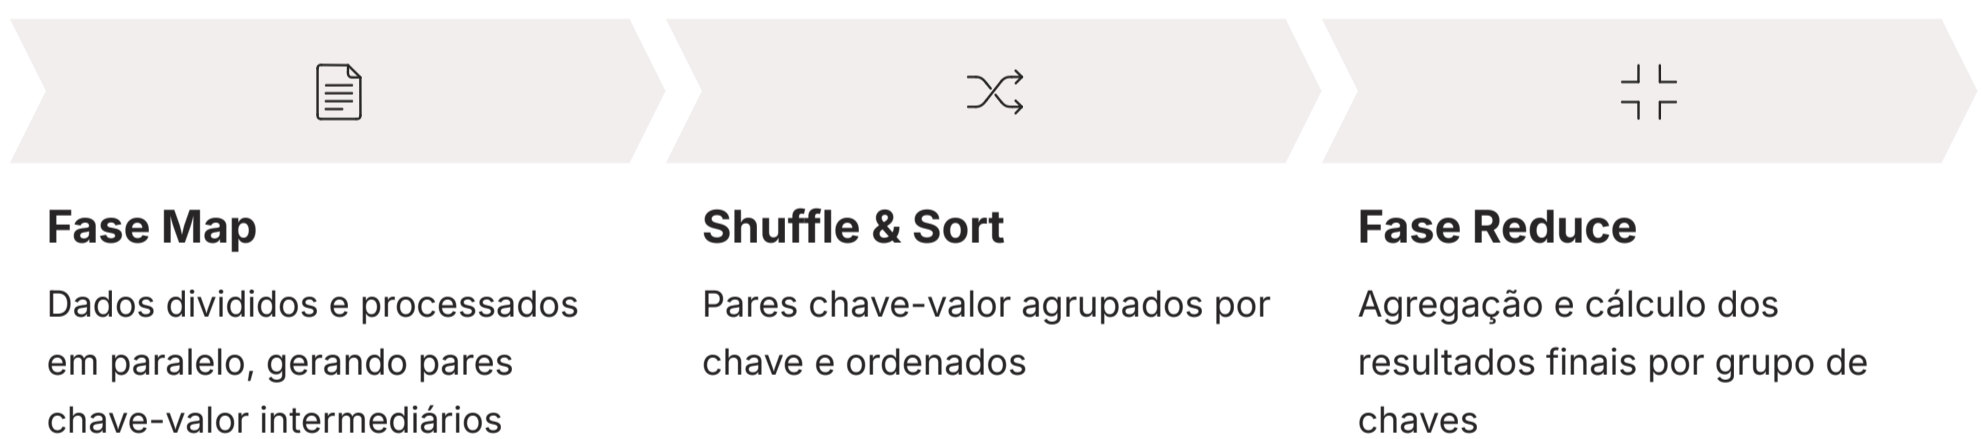 Fase Map
Dados divididos e processados
em paralelo, gerando pares
chave-valor intermediários
Shuffle & Sort
Pares chave-valor agrupados por
chave e ordenados
Fase Reduce
Agregação e cálculo dos
resultados finais por grupo de
chaves